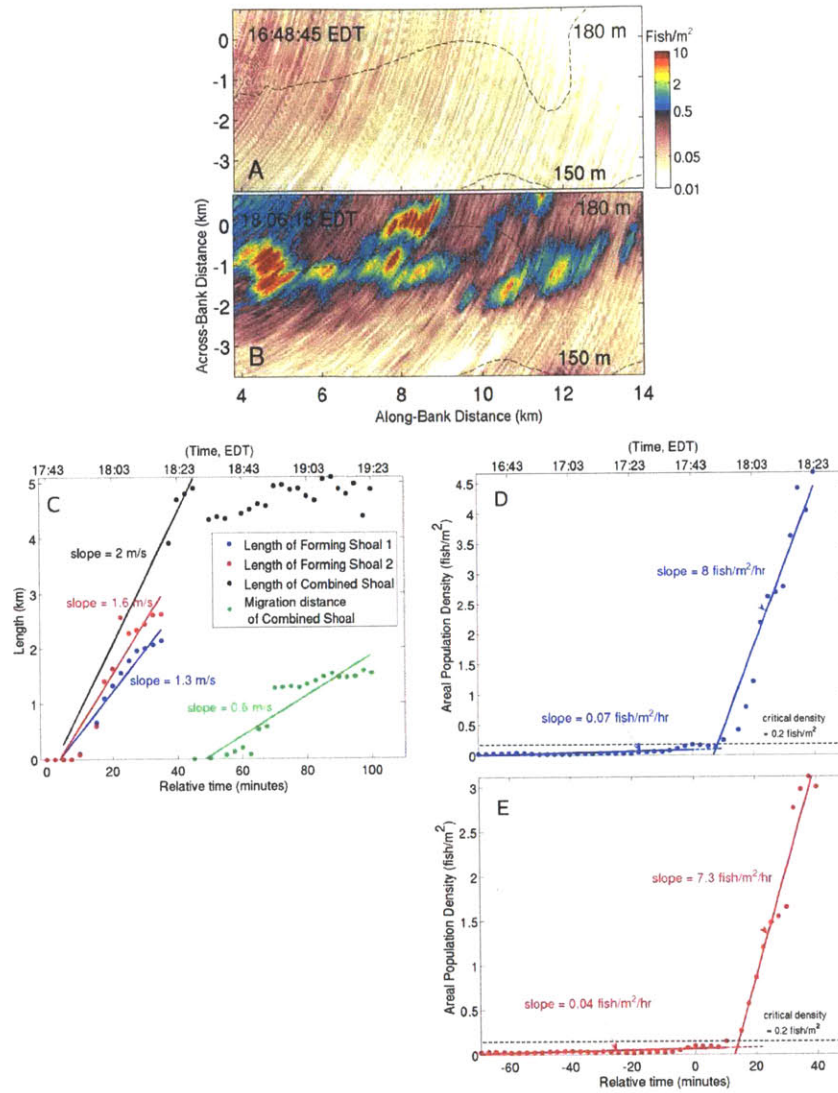 16:48:45 EDT
180 m
Fish/m²
0
-1
-2
-3
10
2
0.5
0.05
0.01
A
150 m
18:06:15 EDT
180 m
0
-1
-2
-3
B
150 m
Across-Bank Distance (km)
4 6 8 10 12 14
Along-Bank Distance (km)
(Time, EDT)
17:43 18:03 18:23 18:43 19:03 19:23
C
5
4
3
2
1
0
Length (km)
slope = 2 m/s
slope = 1.6 m/s
slope = 1.3 m/s
slope = 0.6 m/s
Length of Forming Shoal 1
Length of Forming Shoal 2
Length of Combined Shoal
Migration distance
of Combined Shoal
0 20 40 60 80 100
Relative time (minutes)
(Time, EDT)
16:43 17:03 17:23 17:43 18:03 18:23
D
4.5
4
3.5
3
2.5
2
1.5
1
0.5
0
Areal Population Density (fish/m²)
slope = 8 fish/m²/hr
slope = 0.07 fish/m²/hr
critical density
= 0.2 fish/m²
E
3
2.5
2
1.5
1
0.5
0
Areal Population Density (fish/m²)
slope = 7.3 fish/m²/hr
slope = 0.04 fish/m²/hr
critical density
= 0.2 fish/m²
-60 -40 -20 0 20 40
Relative time (minutes)